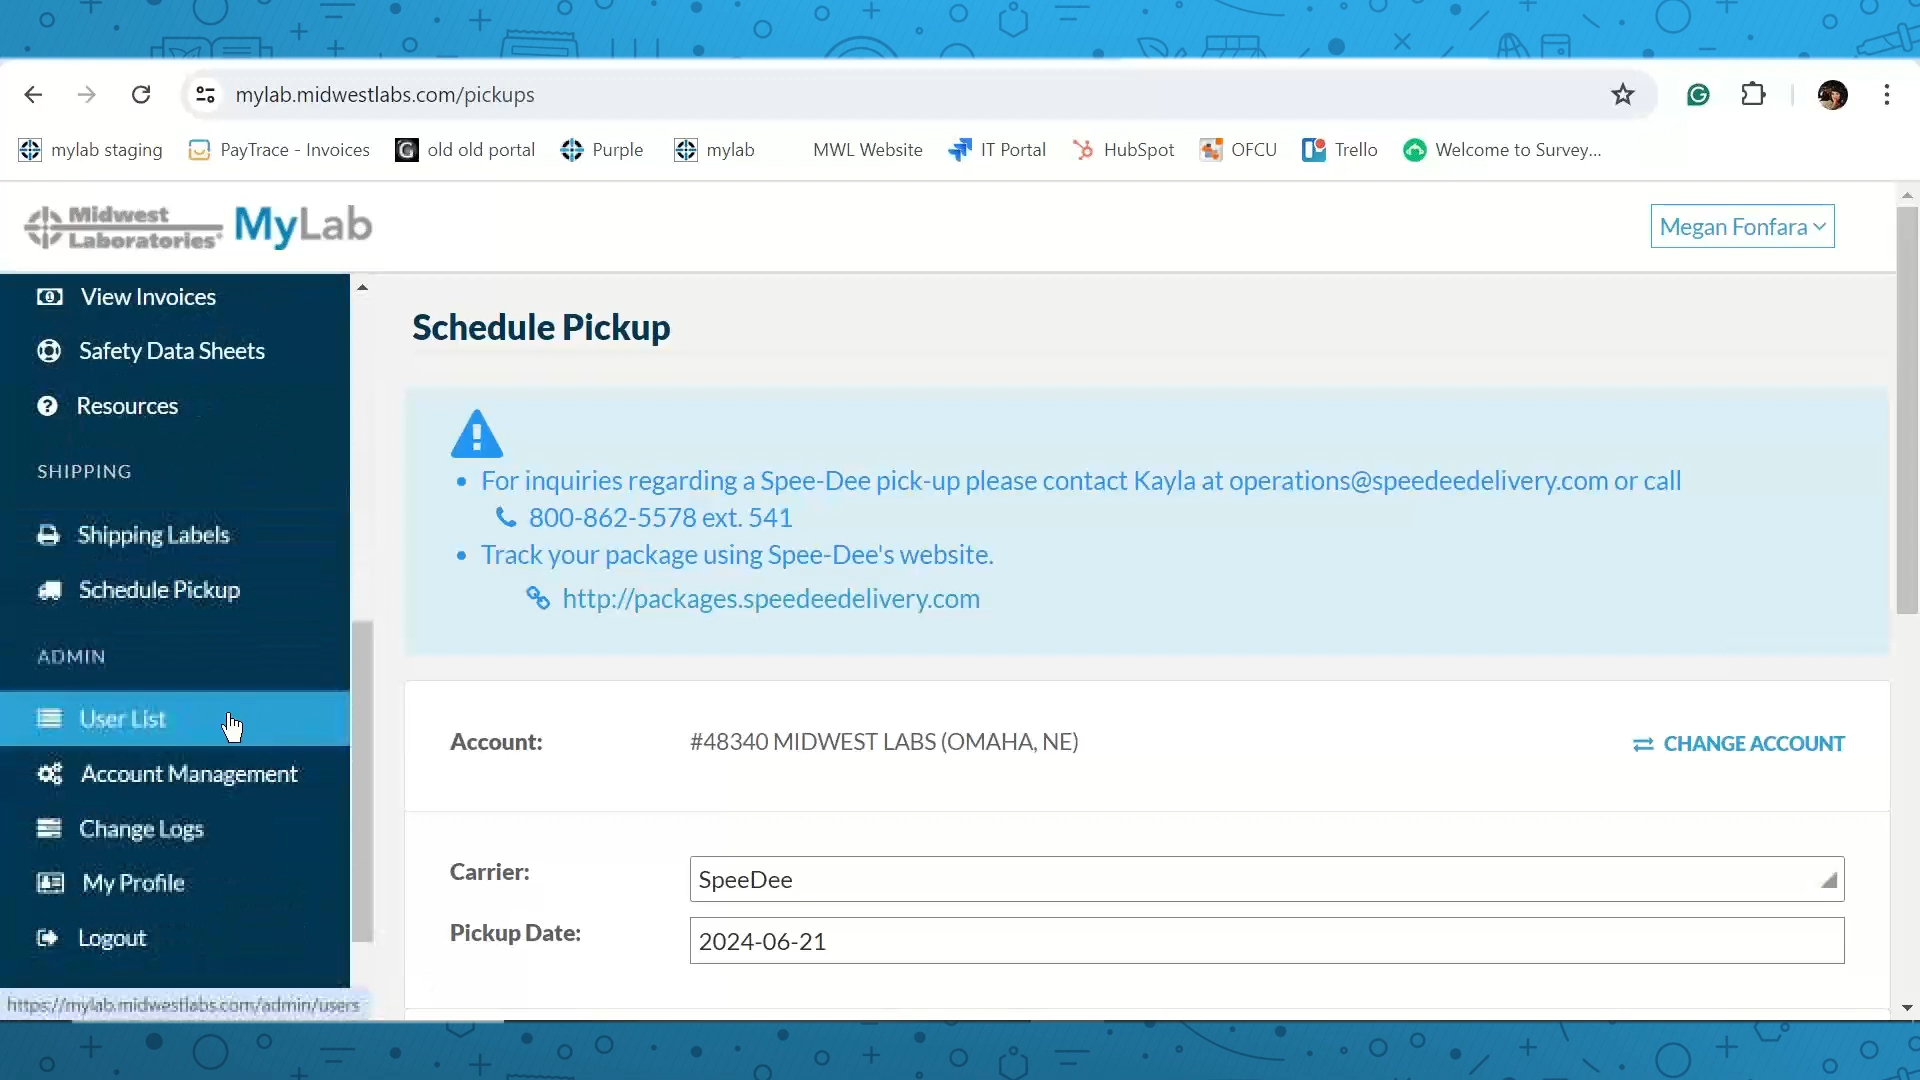 mylab.midwestlabs.com/pickups
mylab staging PayTrace - Invoices old old portal Purple mylab MWL Website IT Portal HubSpot OFCU Trello Welcome to Survey...
Midwest Laboratories MyLab
Megan Fonfara
View Invoices
Safety Data Sheets
Resources
SHIPPING
Shipping Labels
Schedule Pickup
ADMIN
User List
Account Management
Change Logs
My Profile
Logout
https://mylab.midwestlabs.com/admin/users
Schedule Pickup
• For inquiries regarding a Spee-Dee pick-up please contact Kayla at operations@speedeedelivery.com or call
800-862-5578 ext. 541
• Track your package using Spee-Dee's website.
http://packages.speedeedelivery.com
Account: #48340 MIDWEST LABS (OMAHA, NE) CHANGE ACCOUNT
Carrier: SpeeDee
Pickup Date: 2024-06-21